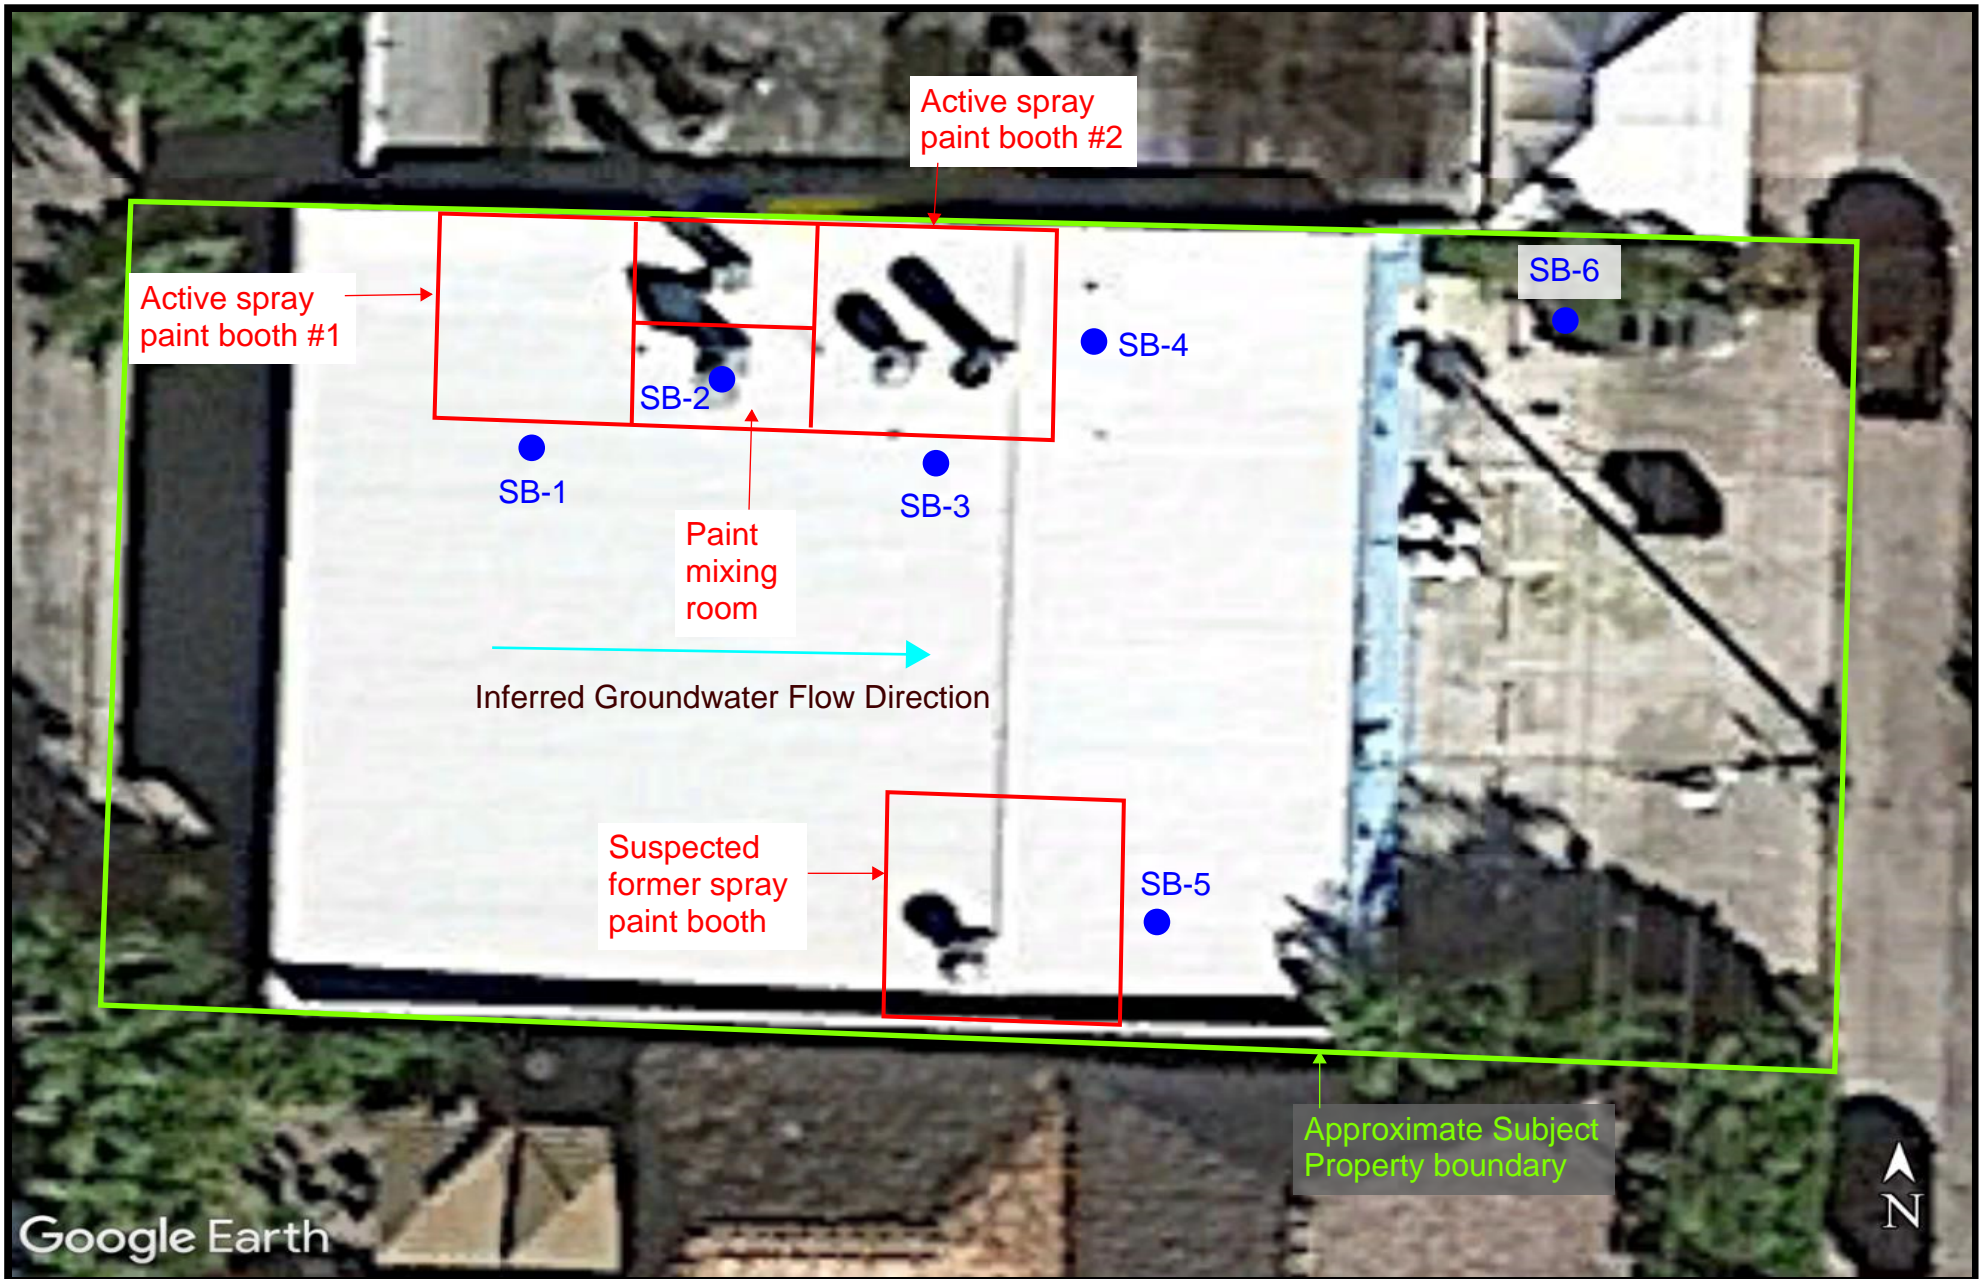 Active spray
paint booth #2
SB-6
Active spray
paint booth #1
SB-4
SB-2
SB-1
SB-3
Paint
mixing
room
Inferred Groundwater Flow Direction
Suspected
former spray
paint booth
SB-5
Approximate Subject
Property boundary
N
Google Earth